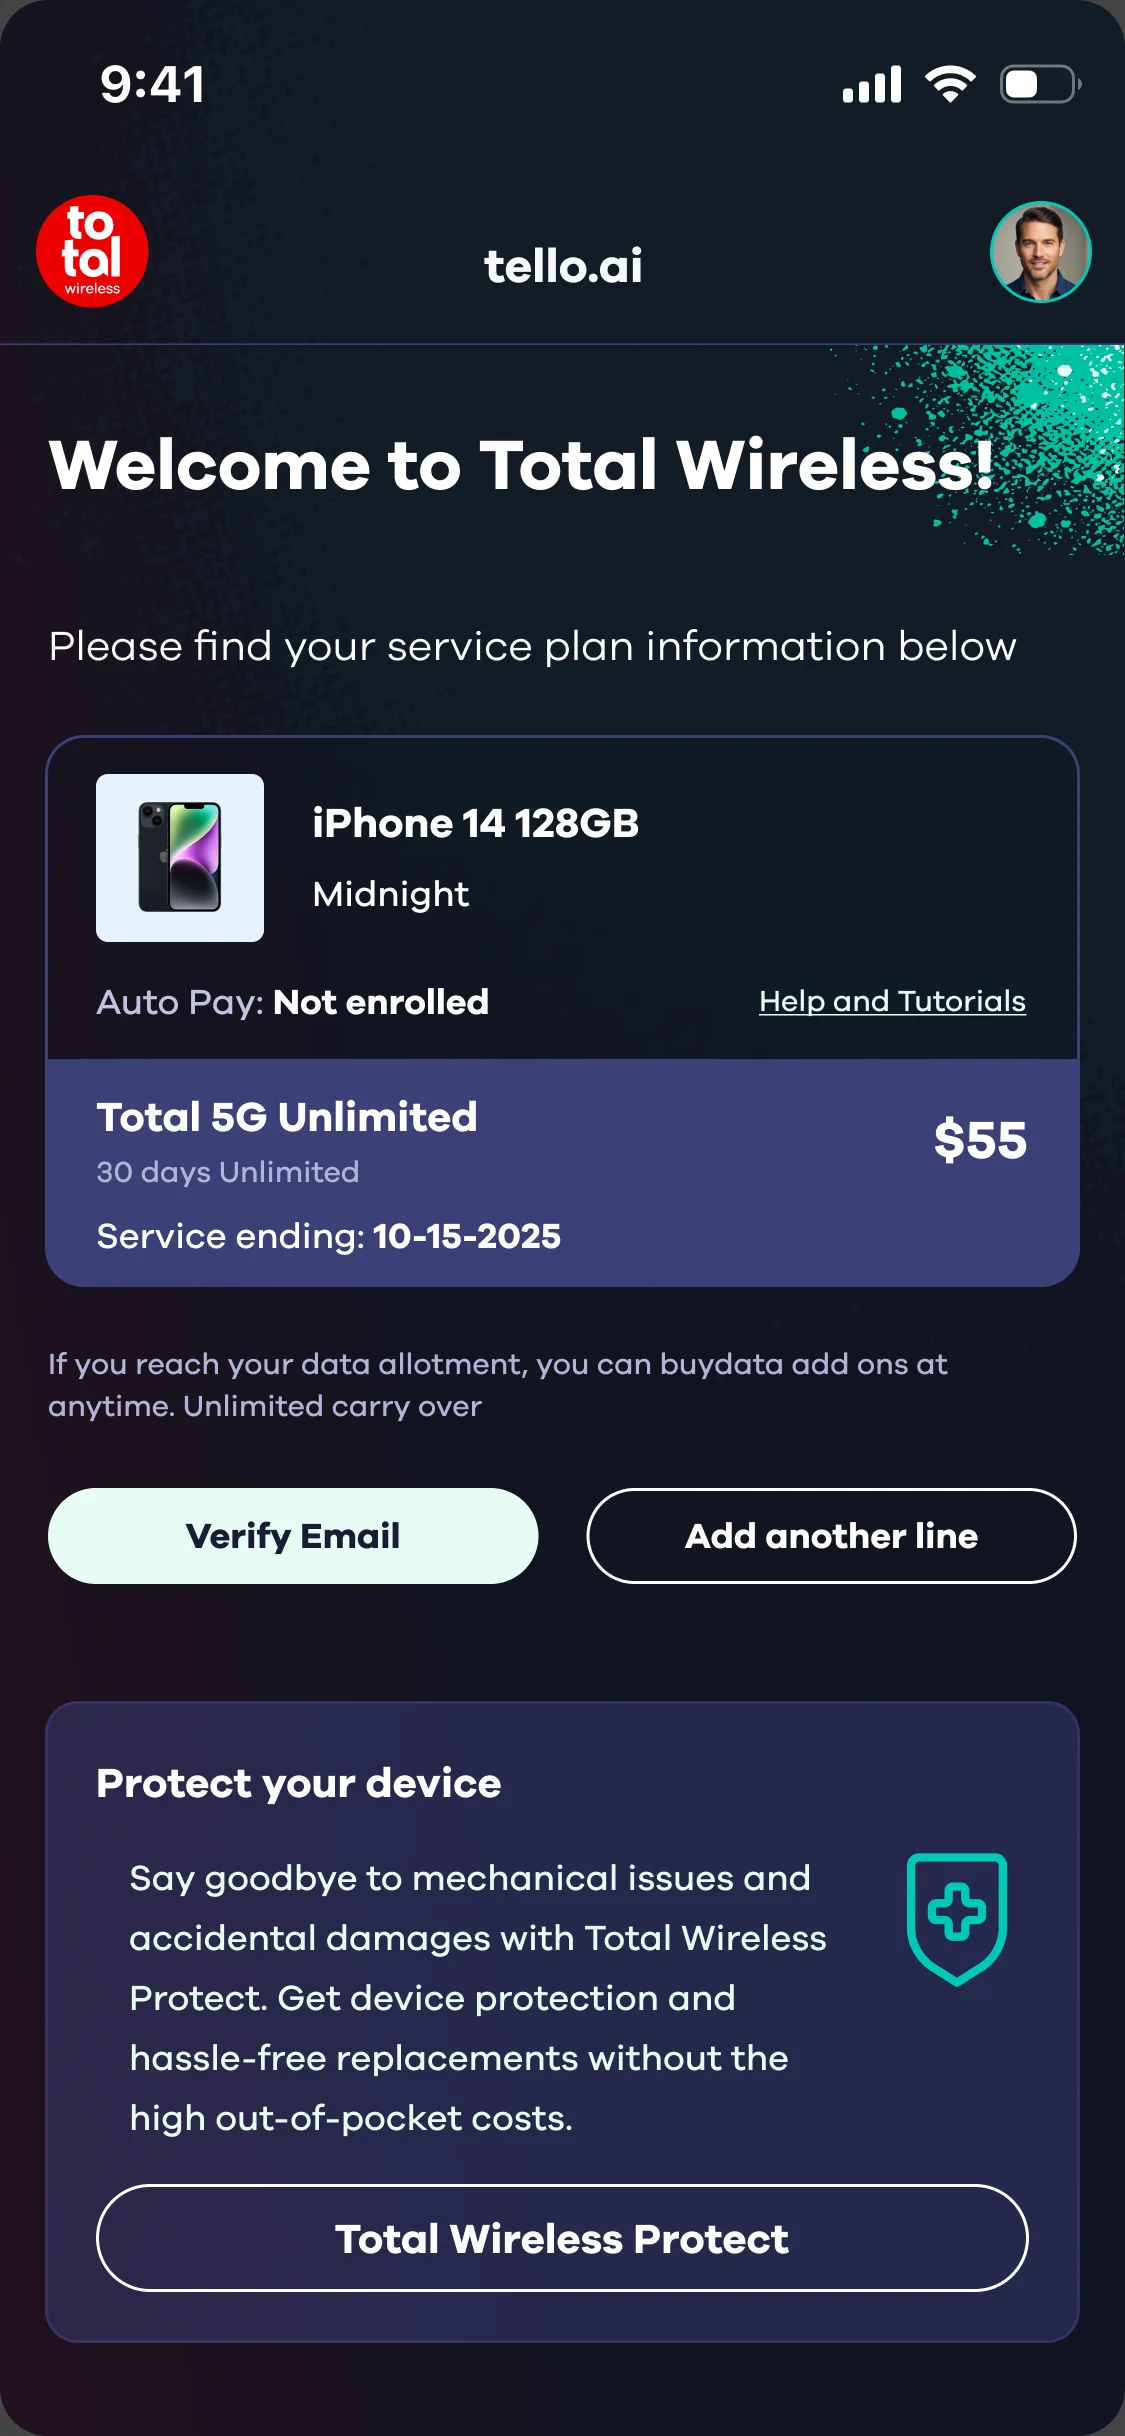 9:41
to
tal
wireless
tello.ai
Welcome to Total Wireless!
Please find your service plan information below
iPhone 14 128GB
Midnight
Auto Pay: Not enrolled
Help and Tutorials
Total 5G Unlimited
$55
30 days Unlimited
Service ending: 10-15-2025
If you reach your data allotment, you can buydata add ons at
anytime. Unlimited carry over
Verify Email
Add another line
Protect your device
Say goodbye to mechanical issues and
accidental damages with Total Wireless
Protect. Get device protection and
hassle-free replacements without the
high out-of-pocket costs.
Total Wireless Protect